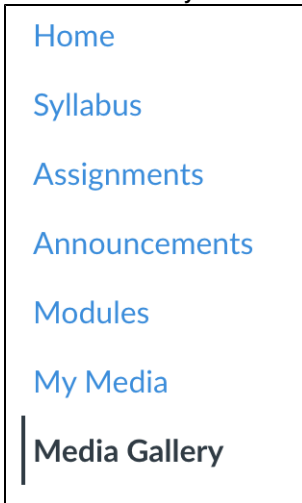 Home
Syllabus
Assignments
Announcements
Modules
My Media
Media Gallery